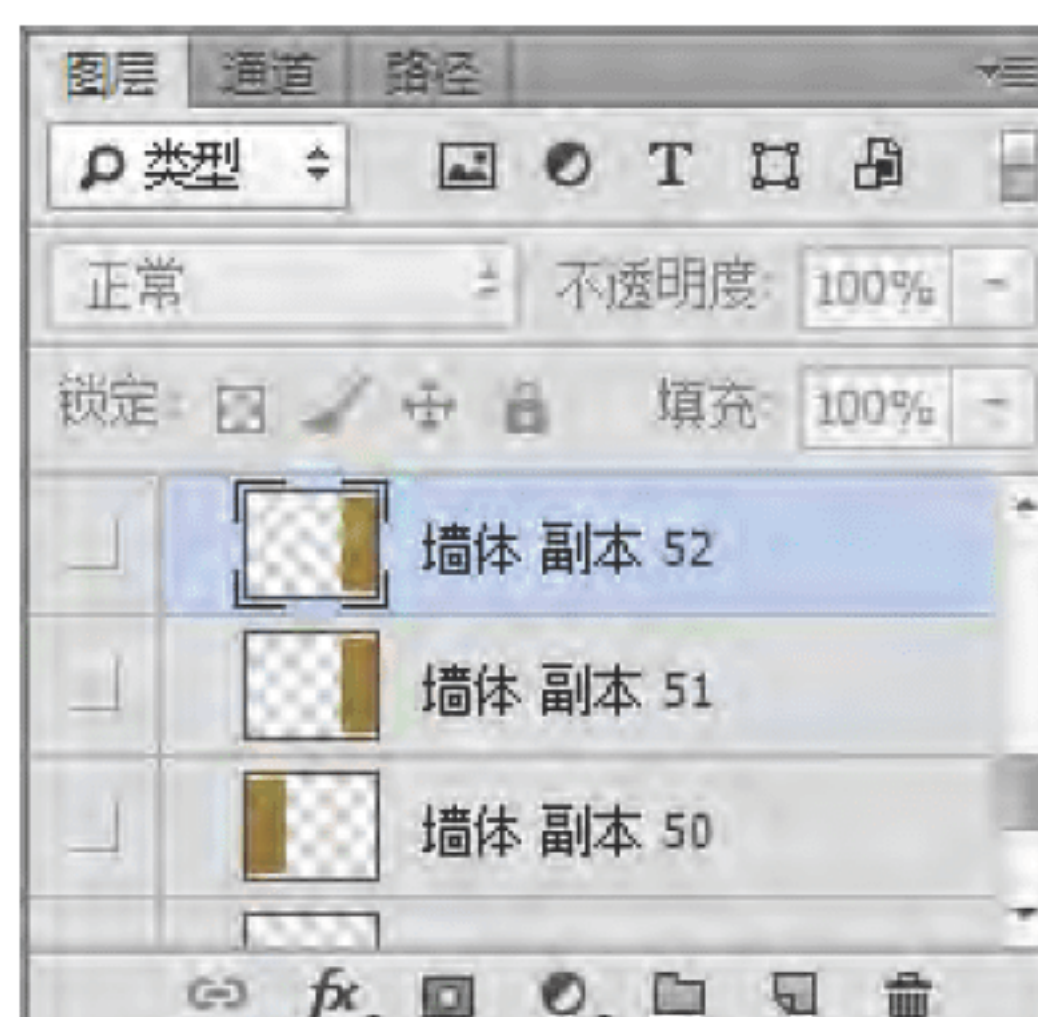 图层 通道 路径
类型 T
正常 不透明度: 100%
锁定: 填充: 100%
墙体 副本 52
墙体 副本 51
墙体 副本 50
fx